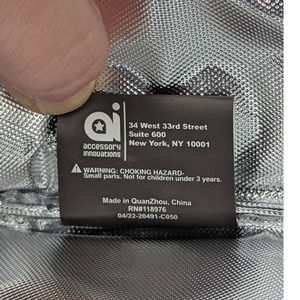 ai
accessory
innovations
34 West 33rd Street
Suite 600
New York, NY 10001
WARNING: CHOKING HAZARD-
Small parts. Not for children under 3 years.
Made in QuanZhou, China
RN#118976
04/22-20491-C050